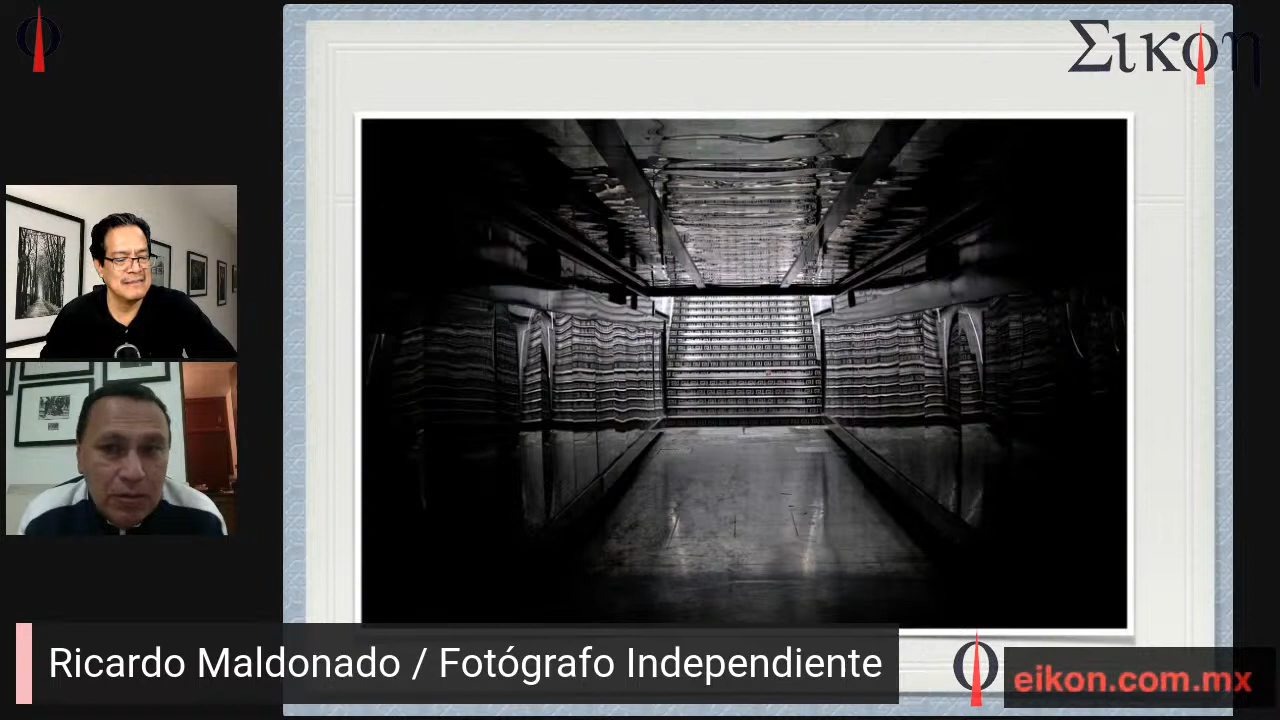 Σικοη
Ricardo Maldonado / Fotógrafo Independiente
eikon.com.mx